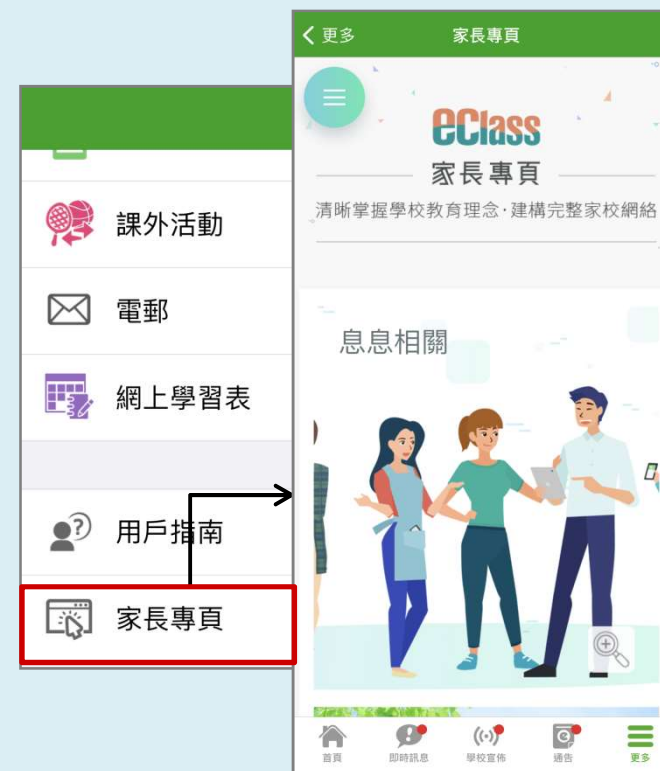 課外活動
電郵
網上學習表
用戶指南
家長專頁
更多
家長專頁
eClass
家長專頁
清晰掌握學校教育理念·建構完整家校網絡
息息相關
首頁
即時訊息
學校宣佈
通告
更多